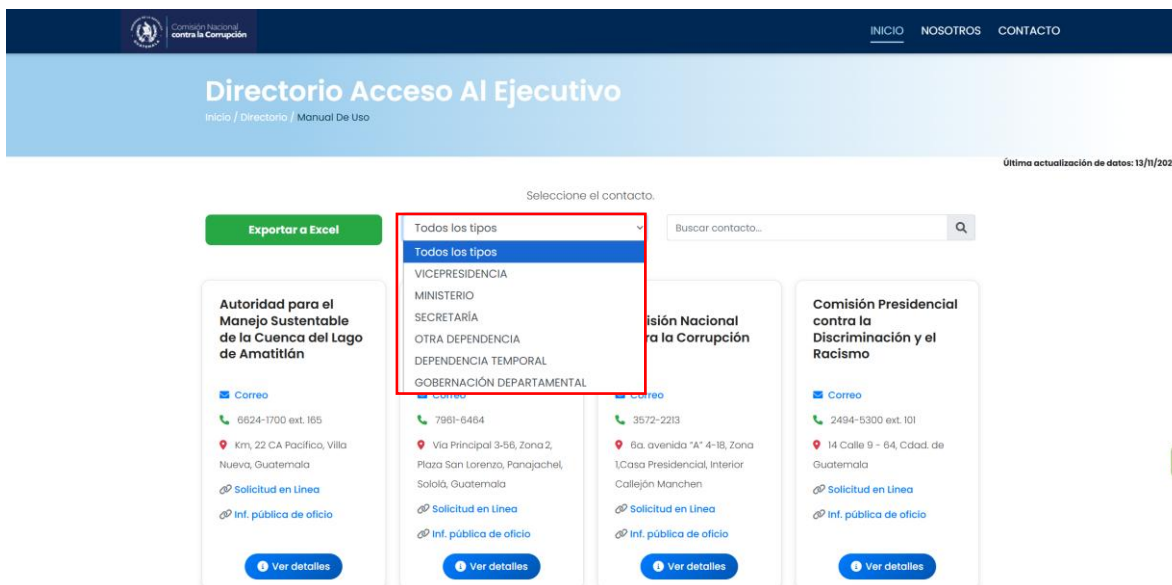 Comisión Nacional
contra la Corrupción
INICIO NOSOTROS CONTACTO
Directorio Acceso Al Ejecutivo
Inicio / Directorio / Manual De Uso
Última actualización de datos: 13/11/202
Seleccione el contacto.
Exportar a Excel
Todos los tipos
Buscar contacto...
Todos los tipos
VICEPRESIDENCIA
MINISTERIO
SECRETARÍA
OTRA DEPENDENCIA
DEPENDENCIA TEMPORAL
GOBERNACIÓN DEPARTAMENTAL
Autoridad para el
Manejo Sustentable
de la Cuenca del Lago
de Amatitlán
Correo
6624-1700 ext. 165
Km, 22 CA Pacífico, Villa
Nueva, Guatemala
Solicitud en Linea
Inf. pública de oficio
Ver detalles
Correo
7961-6464
Vía Principal 3-56, Zona 2,
Plaza San Lorenzo, Panajachel,
Sololá, Guatemala
Solicitud en Linea
Inf. pública de oficio
Ver detalles
isión Nacional
ra la Corrupción
Correo
3572-2213
6a. avenida "A" 4-18, Zona
1,Casa Presidencial, Interior
Callejón Manchen
Solicitud en Linea
Inf. pública de oficio
Ver detalles
Comisión Presidencial
contra la
Discriminación y el
Racismo
Correo
2494-5300 ext. 101
14 Calle 9 - 64, Cdad. de
Guatemala
Solicitud en Linea
Inf. pública de oficio
Ver detalles